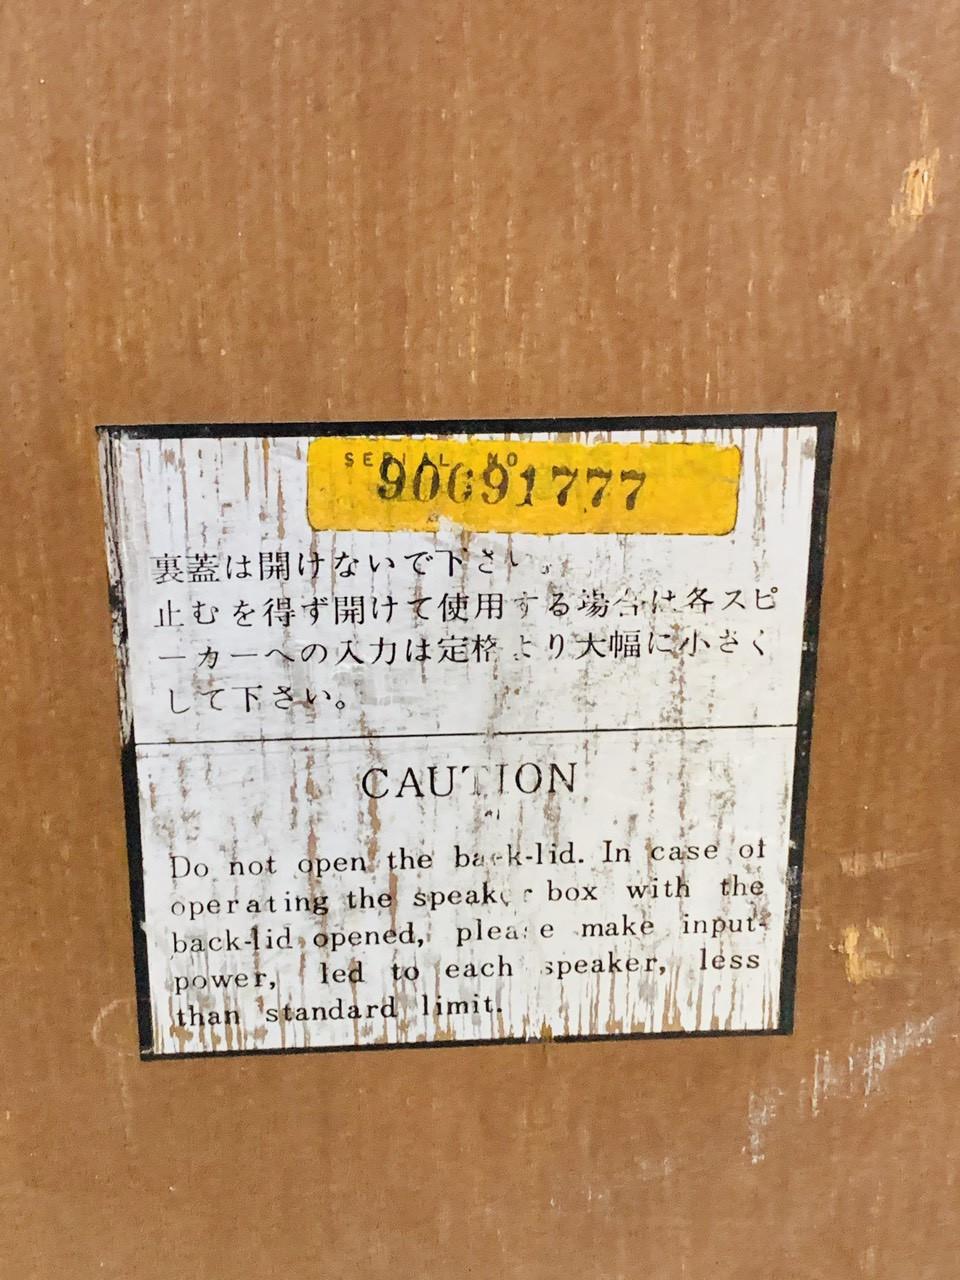 SERIAL NO
90691777
裏蓋は開けないで下さい。
止むを得ず開けて使用する場合は各スピ
ーカーへの入力は定格より大幅に小さく
して下さい。
CAUTION
Do not open the back-lid. In case of
operating the speaker box with the
back-lid opened, please make input-
power, led to each speaker, less
than standard limit.